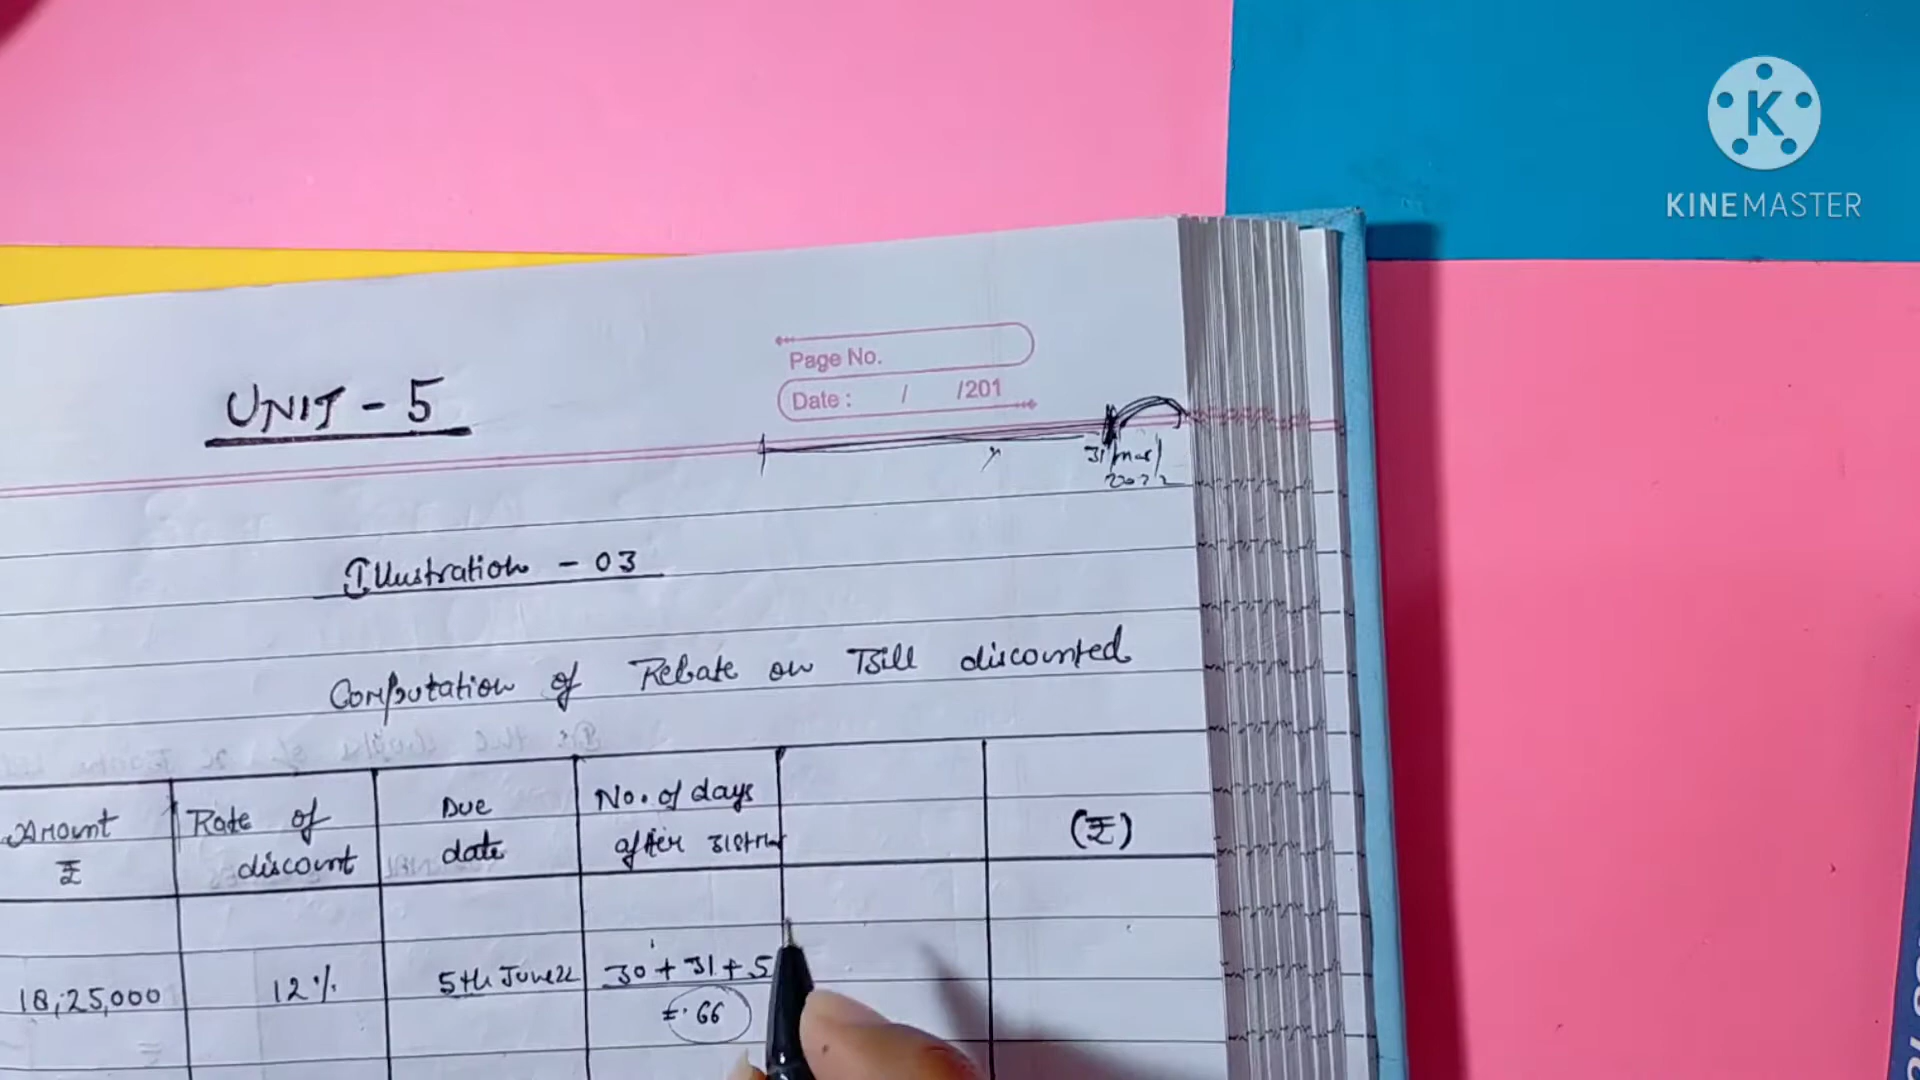 K
KINEMASTER
Page No.
Date : / /201
UNIT - 5
31/mar/
2022
Illustration - 03
Computation of Rebate on Bill discounted
Amount
₹
Rate of
discount
Due
date
No. of days
after 31st Mar
(₹)
18,25,000
12%
5th June 22
30 + 31 + 5
= 66